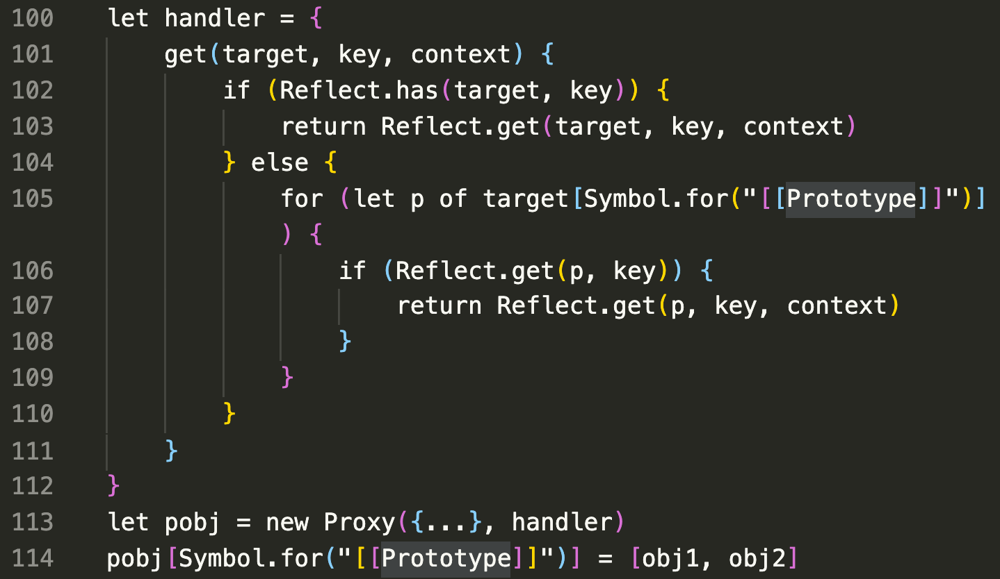 100 let handler = {
101 get(target, key, context) {
102 if (Reflect.has(target, key)) {
103 return Reflect.get(target, key, context)
104 } else {
105 for (let p of target[Symbol.for("[[Prototype]]")]
) {
106 if (Reflect.get(p, key)) {
107 return Reflect.get(p, key, context)
108 }
109 }
110 }
111 }
112 }
113 let pobj = new Proxy({...}, handler)
114 pobj[Symbol.for("[[Prototype]]")] = [obj1, obj2]